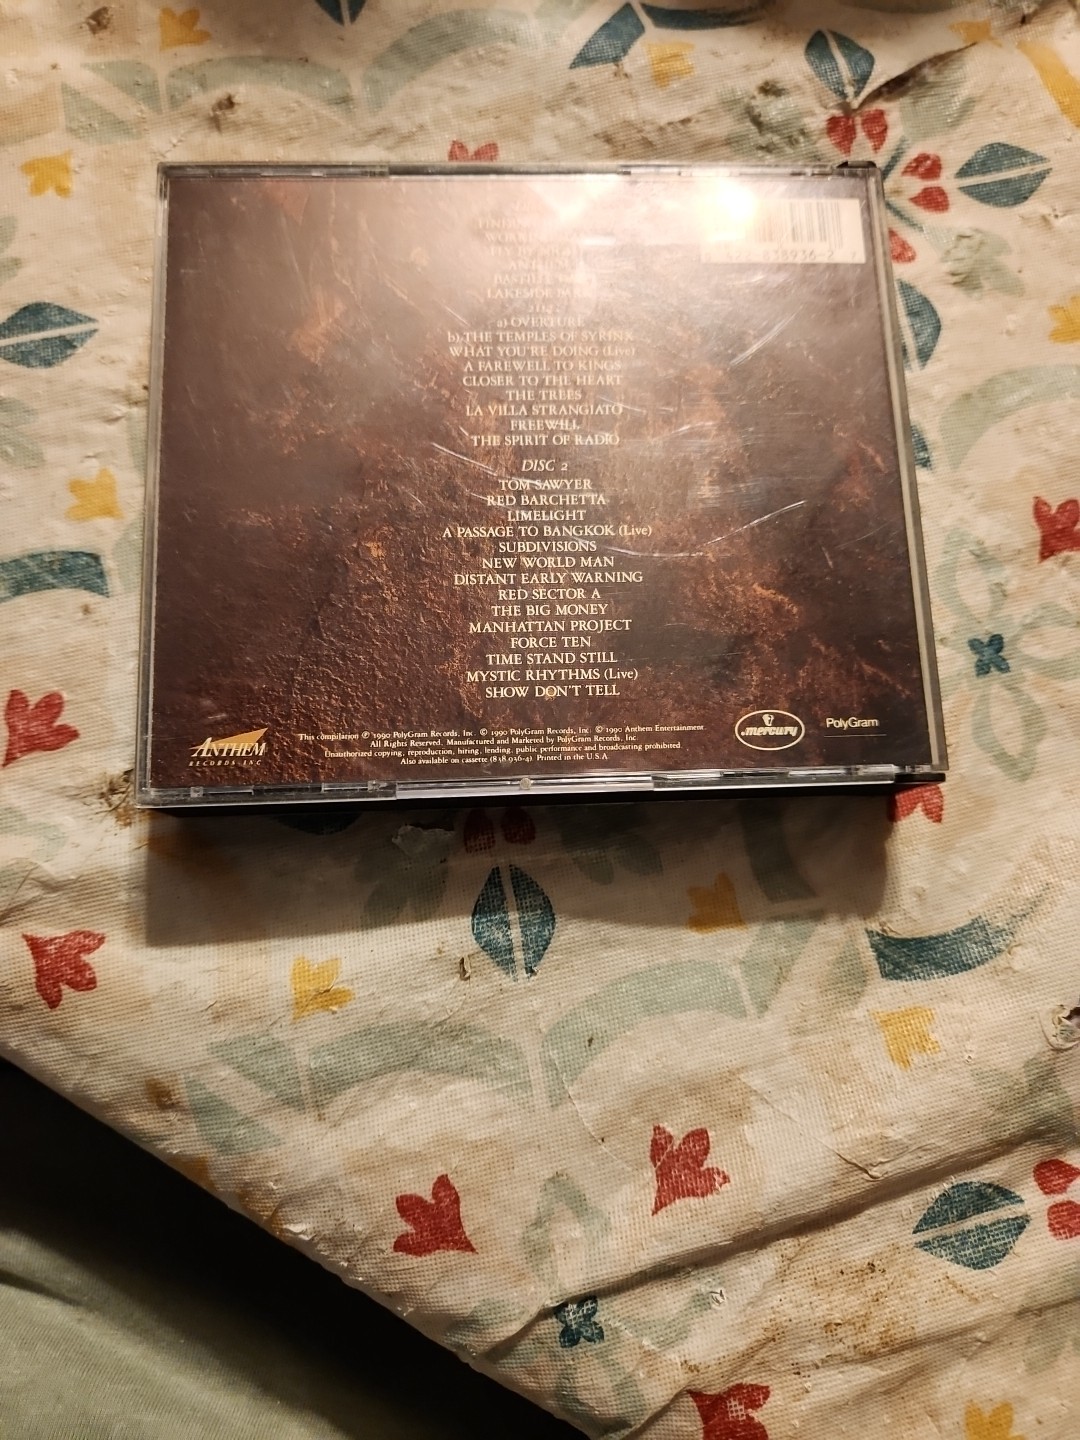 LAKESIDE
a) OVERTURE
b) THE TEMPLES OF SYRINX
WHAT YOU'RE DOING (Live)
A FAREWELL TO KINGS
CLOSER TO THE HEART
THE TREES
LA VILLA STRANGIATO
FREEWILL
THE SPIRIT OF RADIO
DISC 2
TOM SAWYER
RED BARCHETTA
LIMELIGHT
A PASSAGE TO BANGKOK (Live)
SUBDIVISIONS
NEW WORLD MAN
DISTANT EARLY WARNING
RED SECTOR A
THE BIG MONEY
MANHATTAN PROJECT
FORCE TEN
TIME STAND STILL
MYSTIC RHYTHMS (Live)
SHOW DON'T TELL
ANTHEM
RECORDS INC
This compilation ℗ 1990 PolyGram Records, Inc. © 1990 PolyGram Records, Inc. © 1990 Anthem Entertainment
All Rights Reserved. Manufactured and Marketed by PolyGram Records, Inc.
Unauthorized copying, reproduction, hiring, lending, public performance and broadcasting prohibited.
Also available on cassette (838 936-4). Printed in the U.S.A.
mercury
PolyGram